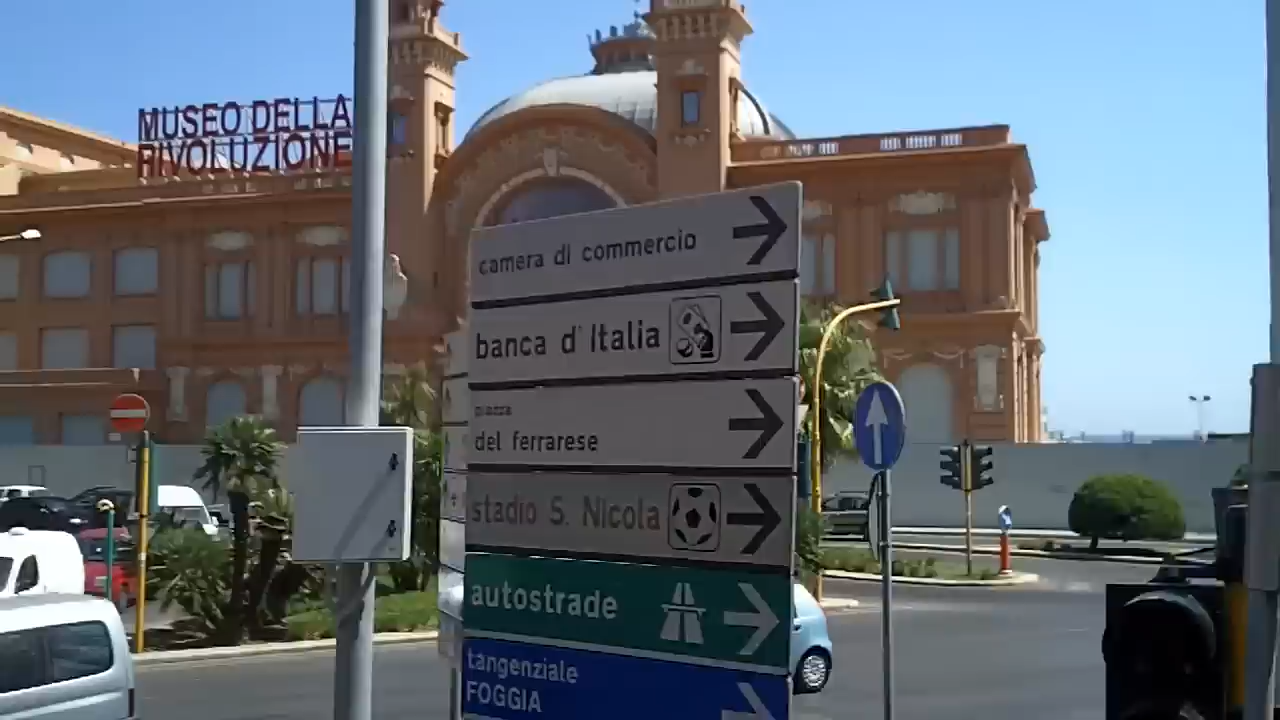 MUSEO DELLA
RIVOLUZIONE
camera di commercio
banca d'Italia
piazza
del ferrarese
stadio S. Nicola
autostrade
tangenziale
FOGGIA